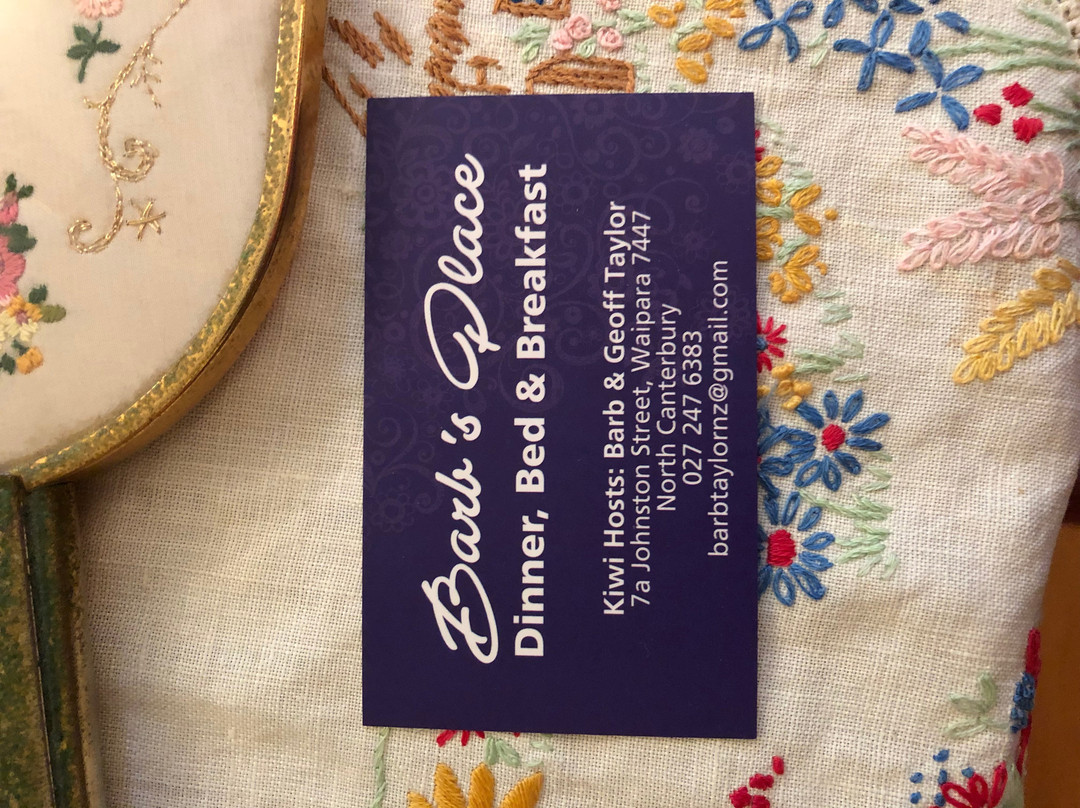 Barb's Place
Dinner, Bed & Breakfast
Kiwi Hosts: Barb & Geoff Taylor
7a Johnston Street, Waipara 7447
North Canterbury
027 247 6383
barbtaylornz@gmail.com